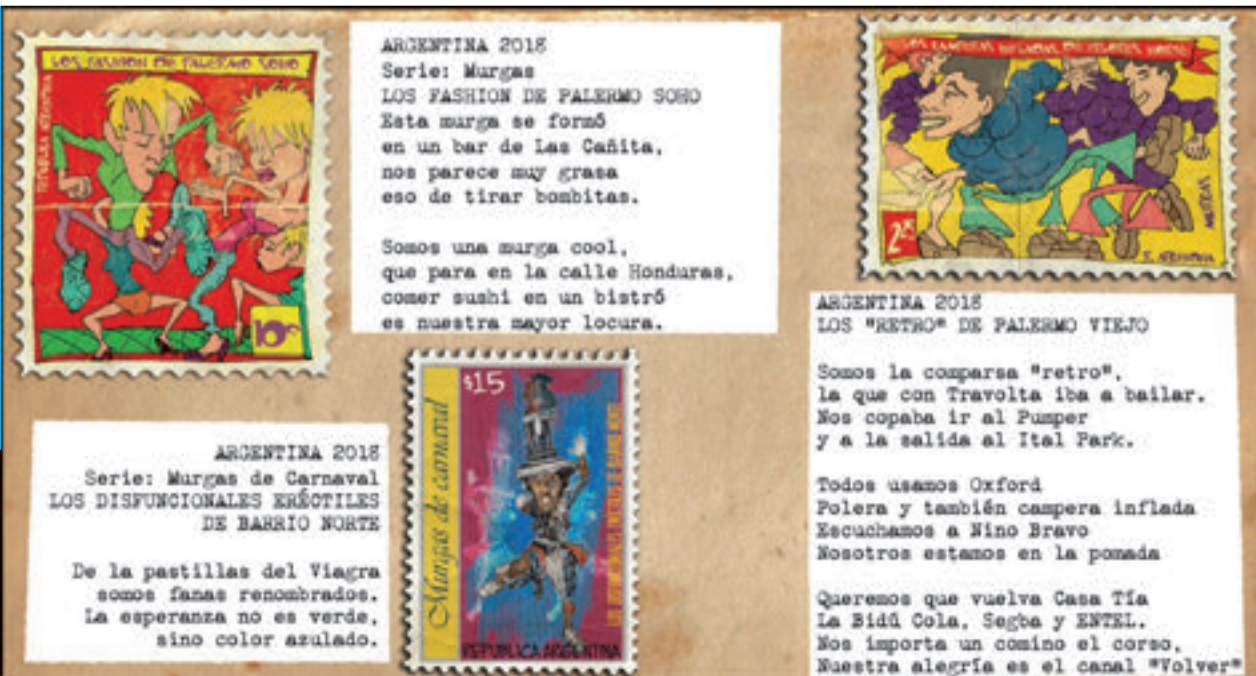 LOS FASHION DE PALERMO SOHO
REPUBLICA ARGENTINA
10c
ARGENTINA 2018
Serie: Murgas
LOS FASHION DE PALERMO SOHO
Esta murga se formó
en un bar de Las Cañita,
nos parece muy grasa
eso de tirar bombitas.
Somos una murga cool,
que para en la calle Honduras,
comer sushi en un bistró
es nuestra mayor locura.
ARGENTINA 2018
Serie: Murgas de Carnaval
LOS DISFUNCIONALES ERÉCTILES
DE BARRIO NORTE
De la pastillas del Viagra
somos fanas renombrados.
La esperanza no es verde,
sino color azulado.
$15
Murgas de carnaval
REPUBLICA ARGENTINA
LOS CAMPERAS INFLADAS DE
ARGENTINA 2018
LOS "RETRO" DE PALERMO VIEJO
Somos la comparsa "retro",
la que con Travolta iba a bailar.
Nos copaba ir al Pumper
y a la salida al Ital Park.
Todos usamos Oxford
Polera y también campera inflada
Escuchamos a Nino Bravo
Nosotros estamos en la pomada
Queremos que vuelva Casa Tía
La Bidú Cola, Segba y ENTEL.
Nos importa un comino el corso,
Nuestra alegría es el canal "Volver"